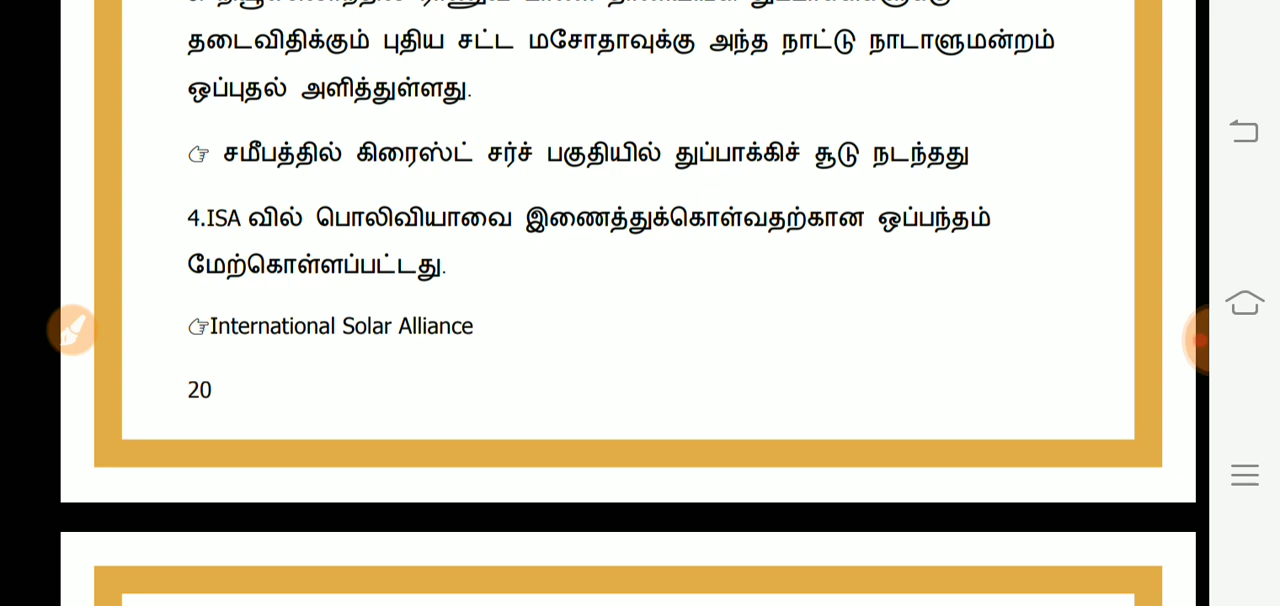 தடைவிதிக்கும் புதிய சட்ட மசோதாவுக்கு அந்த நாட்டு நாடாளுமன்றம்
ஒப்புதல் அளித்துள்ளது.
☞ சமீபத்தில் கிரைஸ்ட் சர்ச் பகுதியில் துப்பாக்கிச் சூடு நடந்தது
4.ISA வில் பொலிவியாவை இணைத்துக்கொள்வதற்கான ஒப்பந்தம்
மேற்கொள்ளப்பட்டது.
☞International Solar Alliance
20